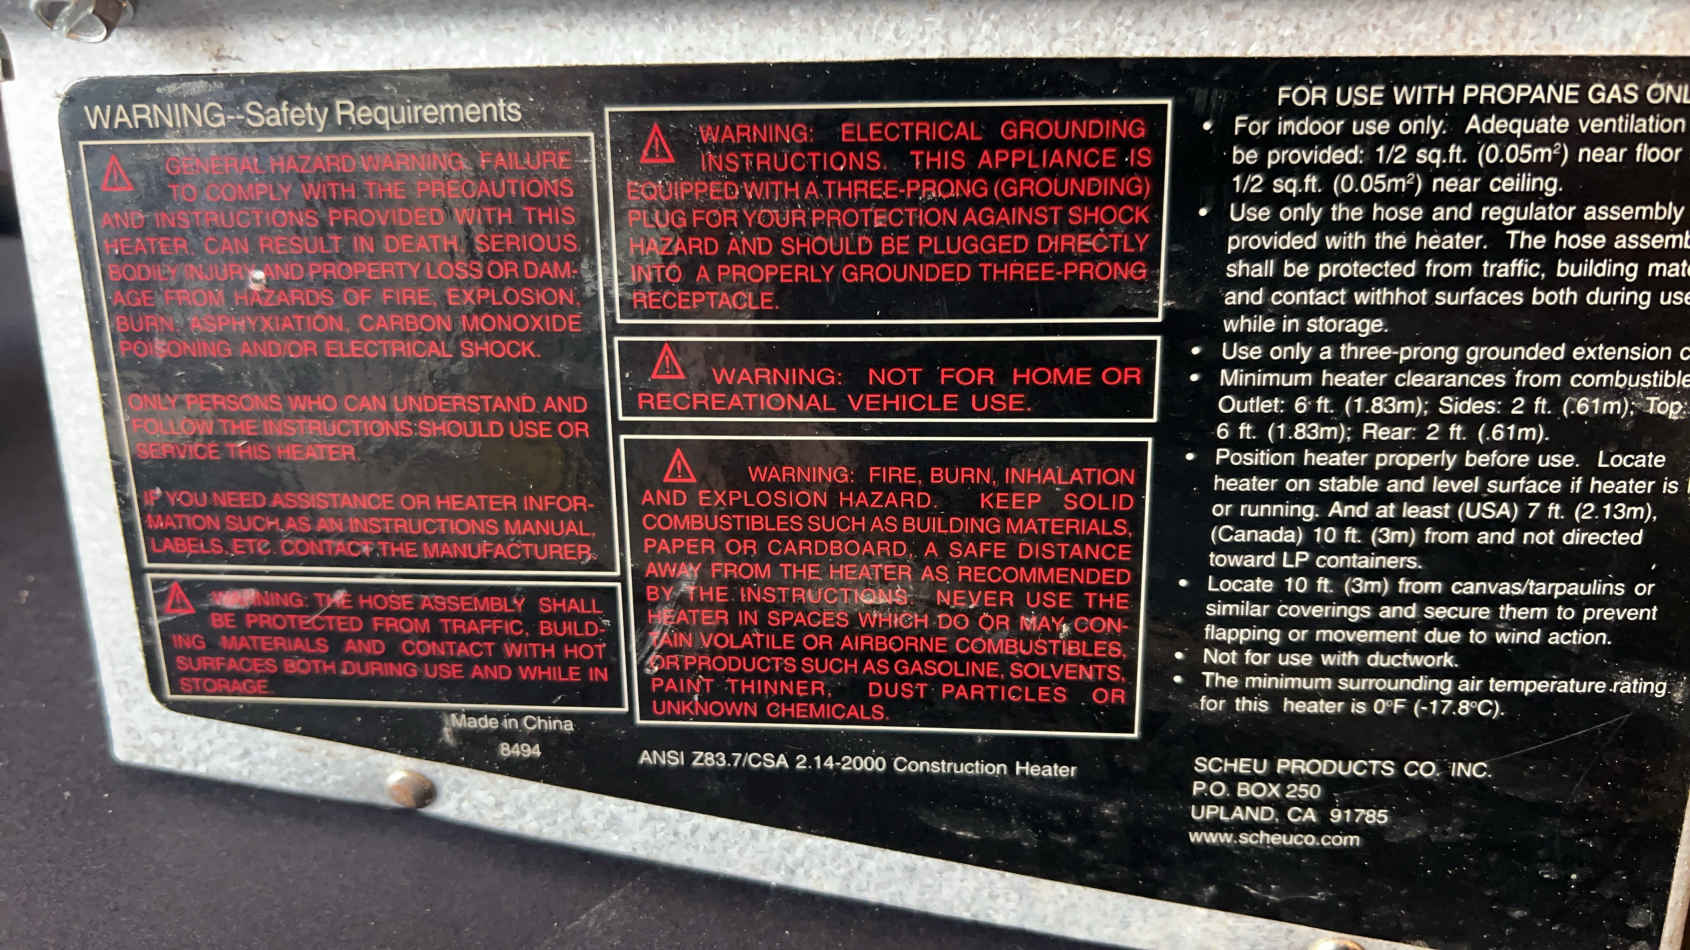 WARNING--Safety Requirements
GENERAL HAZARD WARNING. FAILURE
TO COMPLY WITH THE PRECAUTIONS
AND INSTRUCTIONS PROVIDED WITH THIS
HEATER, CAN RESULT IN DEATH, SERIOUS
BODILY INJURY AND PROPERTY LOSS OR DAM-
AGE FROM HAZARDS OF FIRE, EXPLOSION,
BURN, ASPHYXIATION, CARBON MONOXIDE
POISONING AND/OR ELECTRICAL SHOCK.
ONLY PERSONS WHO CAN UNDERSTAND AND
FOLLOW THE INSTRUCTIONS SHOULD USE OR
SERVICE THIS HEATER.
IF YOU NEED ASSISTANCE OR HEATER INFOR-
MATION SUCH AS AN INSTRUCTIONS MANUAL,
LABELS, ETC. CONTACT THE MANUFACTURER.
WARNING: THE HOSE ASSEMBLY SHALL
BE PROTECTED FROM TRAFFIC, BUILD-
ING MATERIALS AND CONTACT WITH HOT
SURFACES BOTH DURING USE AND WHILE IN
STORAGE.
Made in China
8494
WARNING: ELECTRICAL GROUNDING
INSTRUCTIONS. THIS APPLIANCE IS
EQUIPPED WITH A THREE-PRONG (GROUNDING)
PLUG FOR YOUR PROTECTION AGAINST SHOCK
HAZARD AND SHOULD BE PLUGGED DIRECTLY
INTO A PROPERLY GROUNDED THREE-PRONG
RECEPTACLE.
WARNING: NOT FOR HOME OR
RECREATIONAL VEHICLE USE.
WARNING: FIRE, BURN, INHALATION
AND EXPLOSION HAZARD. KEEP SOLID
COMBUSTIBLES SUCH AS BUILDING MATERIALS,
PAPER OR CARDBOARD, A SAFE DISTANCE
AWAY FROM THE HEATER AS RECOMMENDED
BY THE INSTRUCTIONS. NEVER USE THE
HEATER IN SPACES WHICH DO OR MAY CON-
TAIN VOLATILE OR AIRBORNE COMBUSTIBLES,
OR PRODUCTS SUCH AS GASOLINE, SOLVENTS,
PAINT THINNER, DUST PARTICLES OR
UNKNOWN CHEMICALS.
ANSI Z83.7/CSA 2.14-2000 Construction Heater
FOR USE WITH PROPANE GAS
• For indoor use only. Adequate ventilation
be provided: 1/2 sq.ft. (0.05m²) near floor
1/2 sq.ft. (0.05m²) near ceiling.
• Use only the hose and regulator assembly
provided with the heater. The hose
shall be protected from traffic, building
and contact withhot surfaces both during use
while in storage.
• Use only a three-prong grounded extension
• Minimum heater clearances from
Outlet: 6 ft. (1.83m); Sides: 2 ft. (.61m); Top:
6 ft. (1.83m); Rear: 2 ft. (.61m).
• Position heater properly before use. Locate
heater on stable and level surface if heater is
or running. And at least (USA) 7 ft. (2.13m),
(Canada) 10 ft. (3m) from and not directed
toward LP containers.
• Locate 10 ft. (3m) from canvas/tarpaulins or
similar coverings and secure them to prevent
flapping or movement due to wind action.
• Not for use with ductwork.
• The minimum surrounding air temperature rating
for this heater is 0°F (-17.8°C).
SCHEU PRODUCTS CO. INC.
P.O. BOX 250
UPLAND, CA 91785
www.scheuco.com